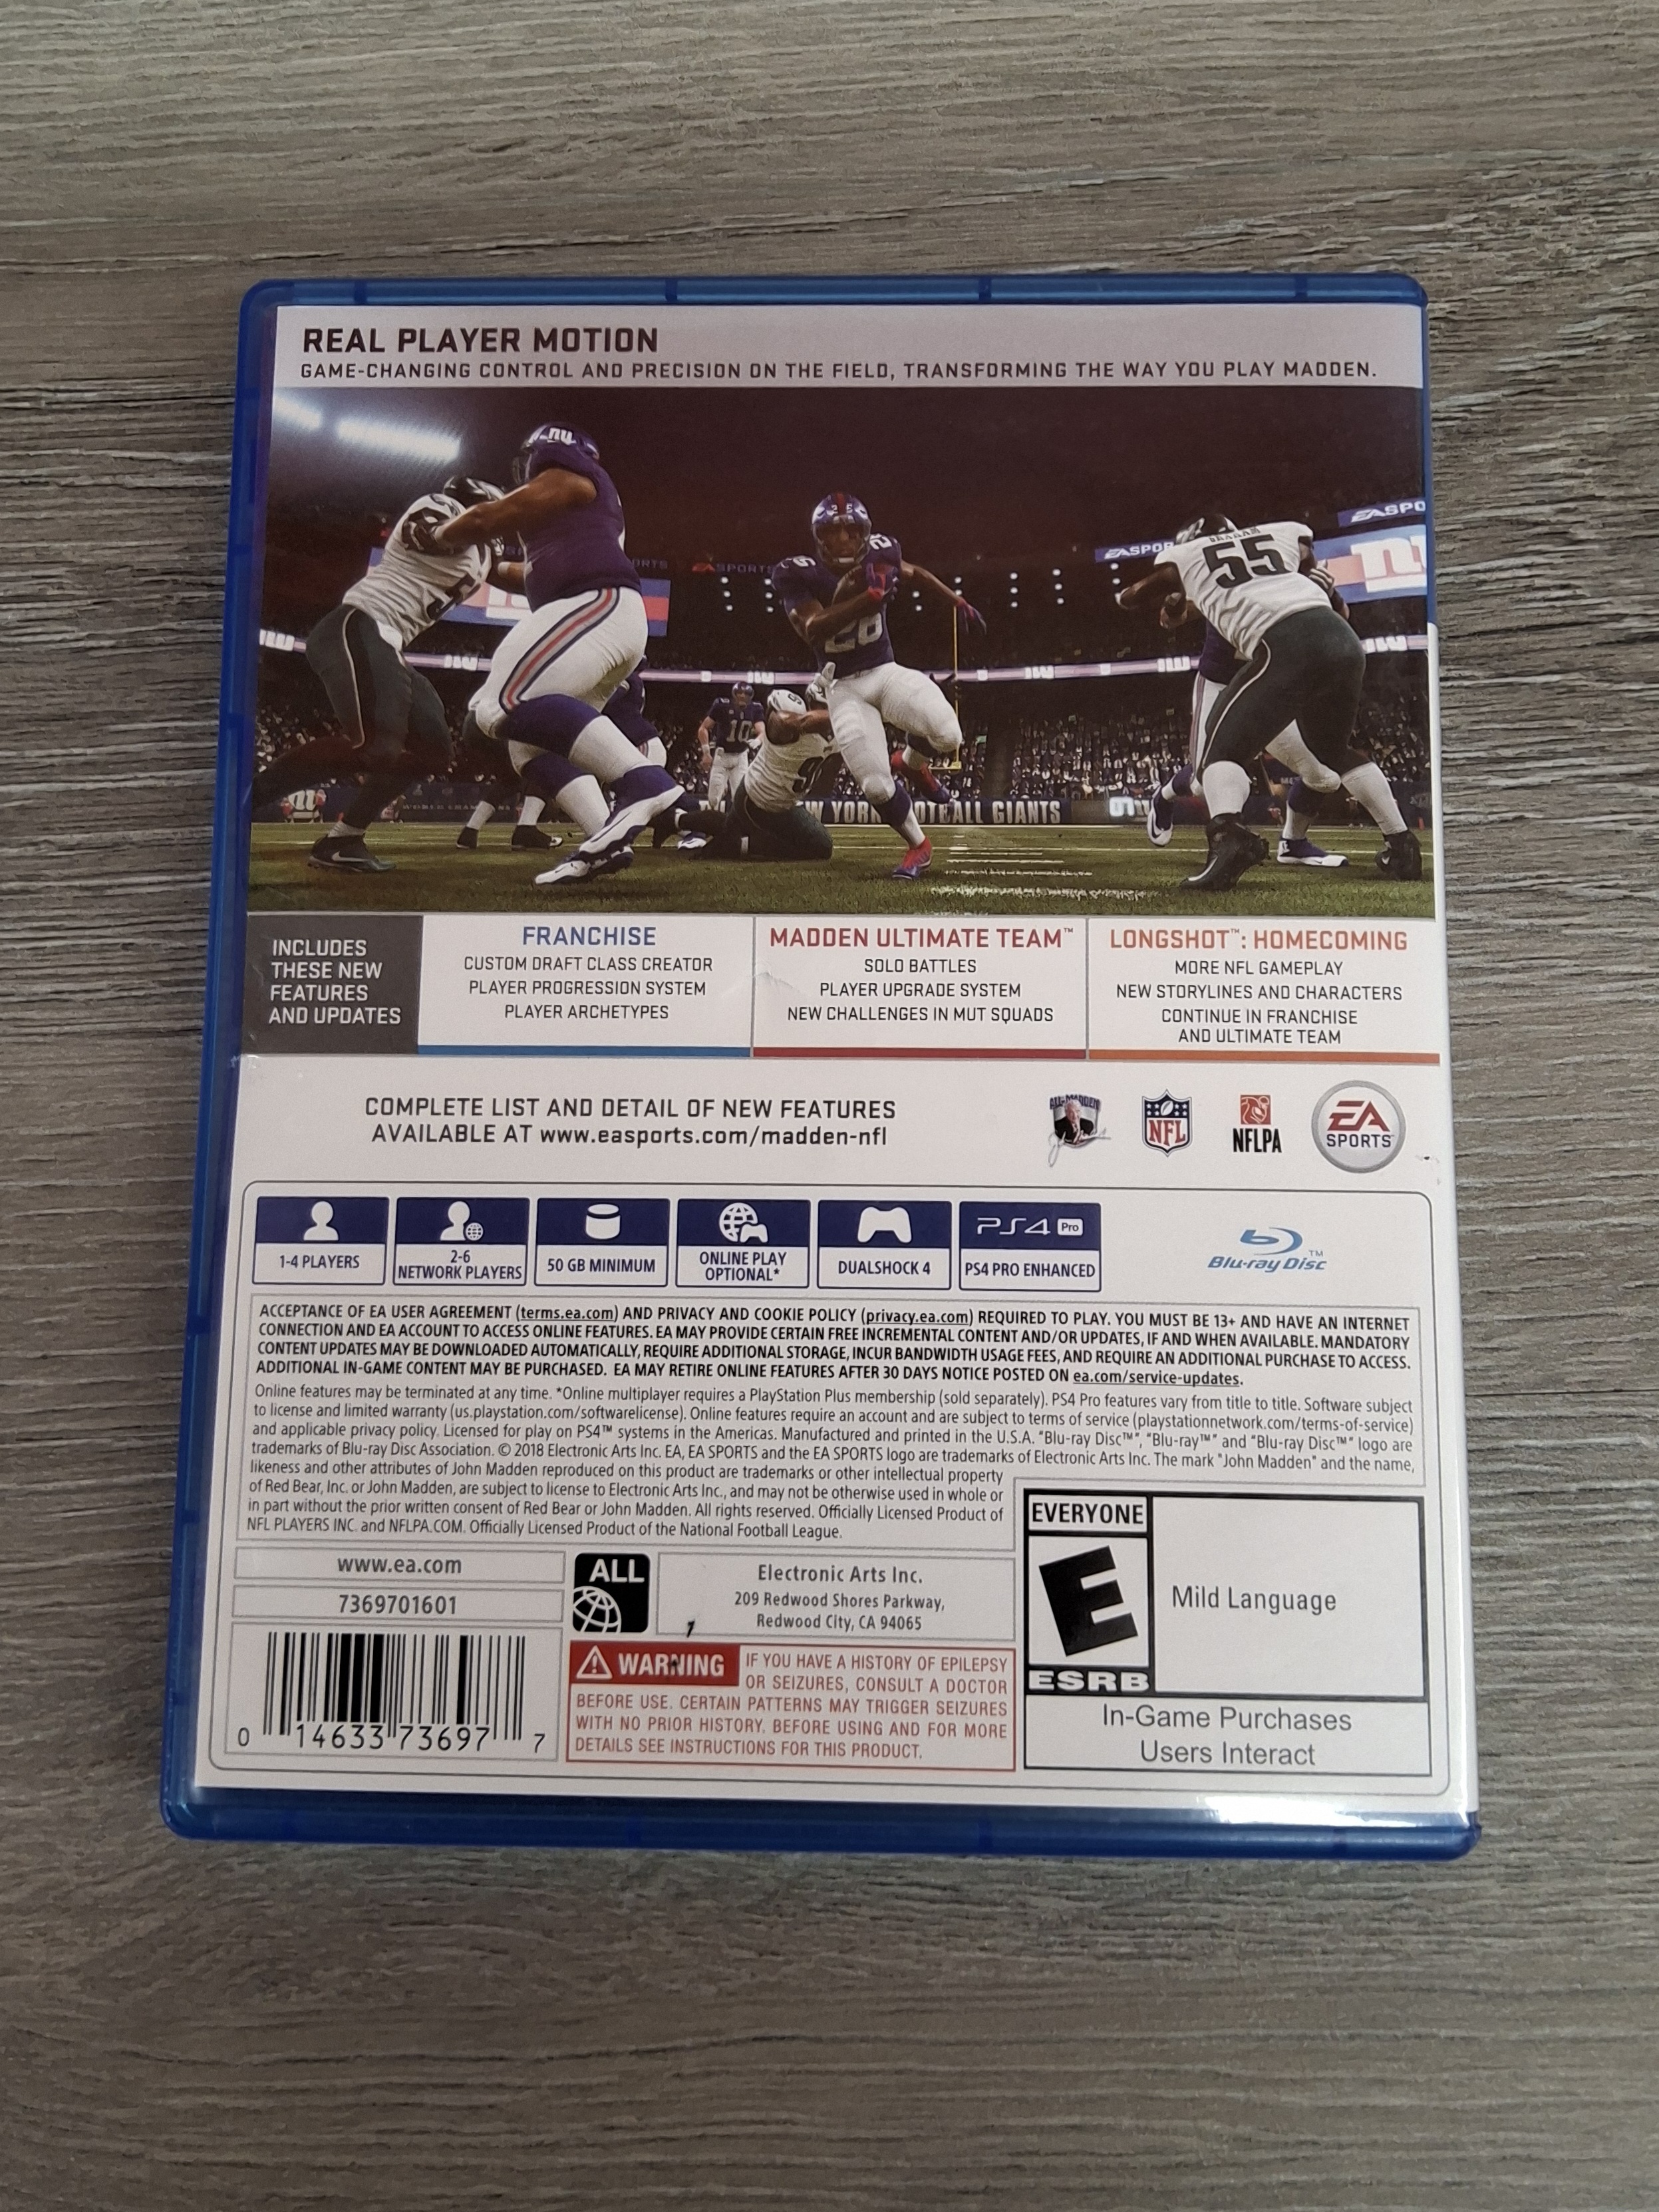 REAL PLAYER MOTION
GAME-CHANGING CONTROL AND PRECISION ON THE FIELD, TRANSFORMING THE WAY YOU PLAY MADDEN.
ny
EA SPORTS
EA SPO
55
26
10
NEW YORK FOOTBALL GIANTS
INCLUDES
THESE NEW
FEATURES
AND UPDATES
FRANCHISE
CUSTOM DRAFT CLASS CREATOR
PLAYER PROGRESSION SYSTEM
PLAYER ARCHETYPES
MADDEN ULTIMATE TEAM™
SOLO BATTLES
PLAYER UPGRADE SYSTEM
NEW CHALLENGES IN MUT SQUADS
LONGSHOT™: HOMECOMING
MORE NFL GAMEPLAY
NEW STORYLINES AND CHARACTERS
CONTINUE IN FRANCHISE
AND ULTIMATE TEAM
COMPLETE LIST AND DETAIL OF NEW FEATURES
AVAILABLE AT www.easports.com/madden-nfl
ALL-MADDEN
NFL
NFLPA
EA
SPORTS
1-4 PLAYERS
2-6
NETWORK PLAYERS
50 GB MINIMUM
ONLINE PLAY
OPTIONAL*
DUALSHOCK 4
PS4 Pro
PS4 PRO ENHANCED
Blu-ray Disc™
ACCEPTANCE OF EA USER AGREEMENT (terms.ea.com) AND PRIVACY AND COOKIE POLICY (privacy.ea.com) REQUIRED TO PLAY. YOU MUST BE 13+ AND HAVE AN INTERNET
CONNECTION AND EA ACCOUNT TO ACCESS ONLINE FEATURES. EA MAY PROVIDE CERTAIN FREE INCREMENTAL CONTENT AND/OR UPDATES, IF AND WHEN AVAILABLE. MANDATORY
CONTENT UPDATES MAY BE DOWNLOADED AUTOMATICALLY, REQUIRE ADDITIONAL STORAGE, INCUR BANDWIDTH USAGE FEES, AND REQUIRE AN ADDITIONAL PURCHASE TO ACCESS.
ADDITIONAL IN-GAME CONTENT MAY BE PURCHASED. EA MAY RETIRE ONLINE FEATURES AFTER 30 DAYS NOTICE POSTED ON ea.com/service-updates.
Online features may be terminated at any time. *Online multiplayer requires a PlayStation Plus membership (sold separately). PS4 Pro features vary from title to title. Software subject
to license and limited warranty (us.playstation.com/softwarelicense). Online features require an account and are subject to terms of service (playstationnetwork.com/terms-of-service)
and applicable privacy policy. Licensed for play on PS4™ systems in the Americas. Manufactured and printed in the U.S.A. "Blu-ray Disc™", "Blu-ray™" and "Blu-ray Disc™" logo are
trademarks of Blu-ray Disc Association. © 2018 Electronic Arts Inc. EA, EA SPORTS and the EA SPORTS logo are trademarks of Electronic Arts Inc. The mark "John Madden" and the name,
likeness and other attributes of John Madden reproduced on this product are trademarks or other intellectual property
of Red Bear, Inc. or John Madden, are subject to license to Electronic Arts Inc., and may not be otherwise used in whole or
in part without the prior written consent of Red Bear or John Madden. All rights reserved. Officially Licensed Product of
NFL PLAYERS INC. and NFLPA.COM. Officially Licensed Product of the National Football League.
www.ea.com
7369701601
0 14633 73697 7
ALL
Electronic Arts Inc.
209 Redwood Shores Parkway,
Redwood City, CA 94065
WARNING IF YOU HAVE A HISTORY OF EPILEPSY
OR SEIZURES, CONSULT A DOCTOR
BEFORE USE. CERTAIN PATTERNS MAY TRIGGER SEIZURES
WITH NO PRIOR HISTORY. BEFORE USING AND FOR MORE
DETAILS SEE INSTRUCTIONS FOR THIS PRODUCT.
EVERYONE
E
ESRB
Mild Language
In-Game Purchases
Users Interact